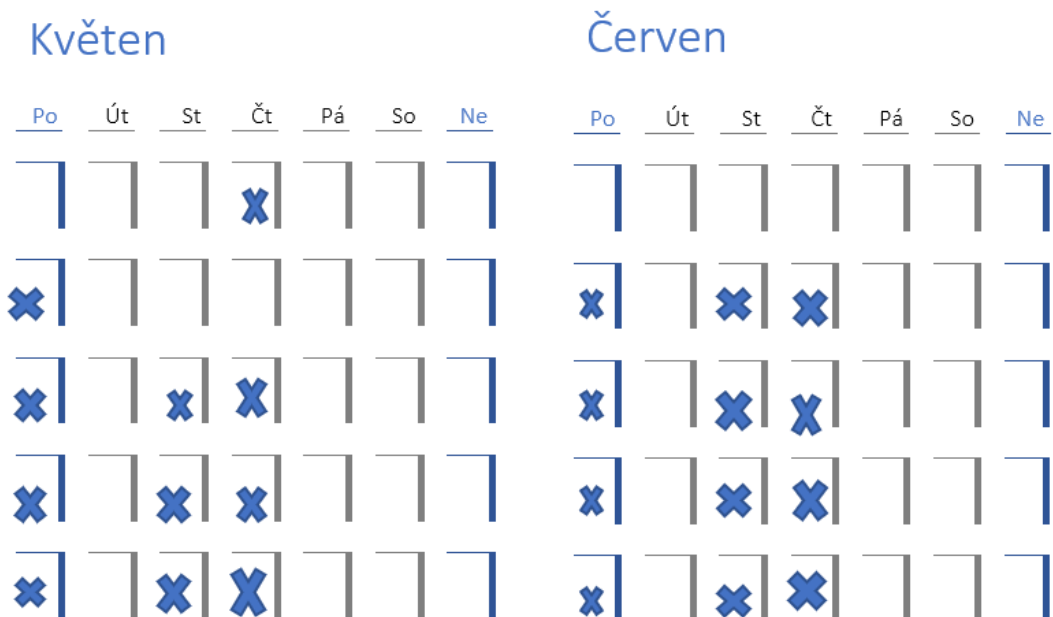 Květen
Po Út St Čt Pá So Ne
Červen
Po Út St Čt Pá So Ne